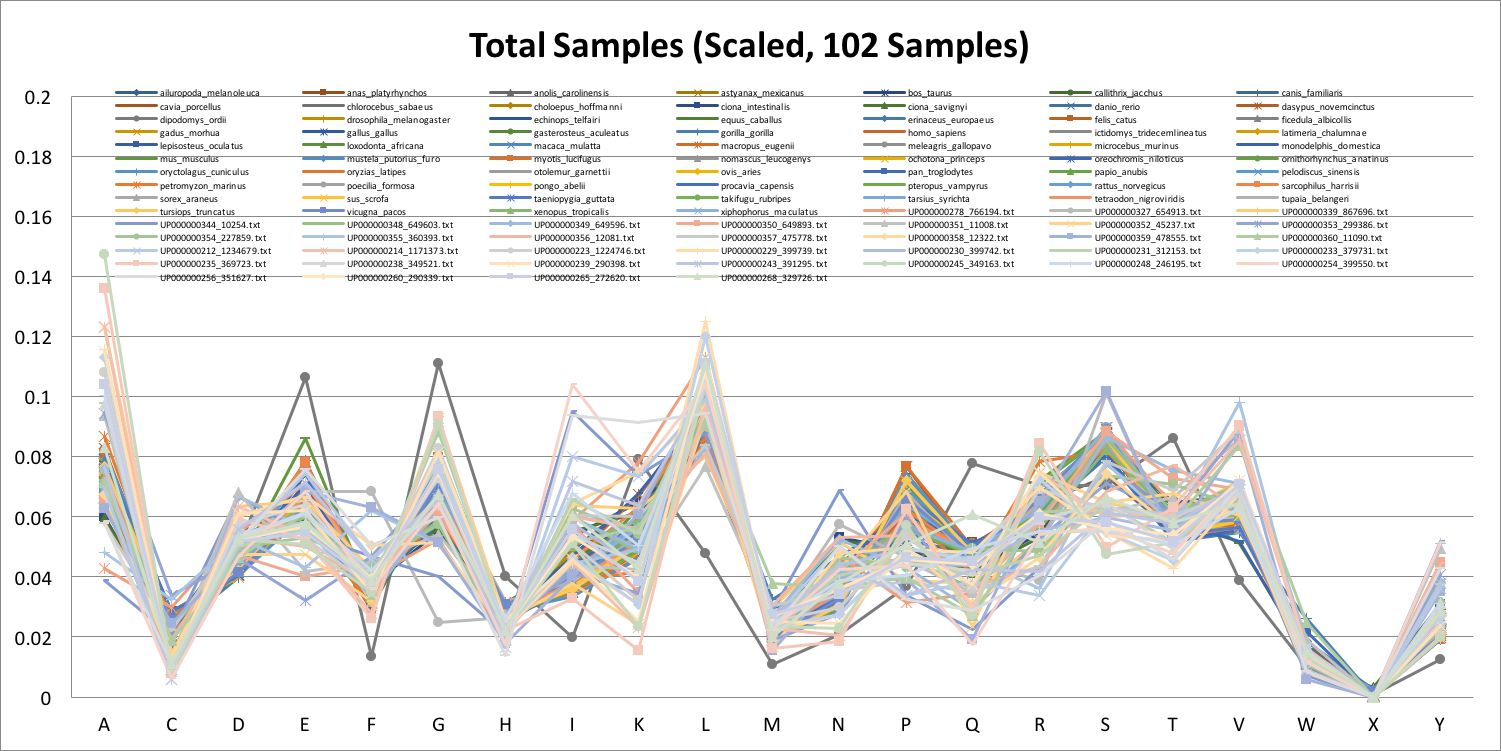 Total Samples (Scaled, 102 Samples)
ailuropoda_melanoleuca anas_platyrhynchos anolis_carolinensis astyanax_mexicanus bos_taurus callithrix_jacchus canis_familiaris
0.2
cavia_porcellus chlorocebus_sabaeus choloepus_hoffmanni ciona_intestinalis ciona_savignyi danio_rerio dasypus_novemcinctus
dipodomys_ordii drosophila_melanogaster echinops_telfairi equus_caballus erinaceus_europaeus felis_catus ficedula_albicollis
gadus_morhua gallus_gallus gasterosteus_aculeatus gorilla_gorilla homo_sapiens ictidomys_tridecemlineatus latimeria_chalumnae
lepisosteus_oculatus loxodonta_africana macaca_mulatta macropus_eugenii meleagris_gallopavo microcebus_murinus monodelphis_domestica
0.18
mus_musculus mustela_putorius_furo myotis_lucifugus nomascus_leucogenys ochotona_princeps oreochromis_niloticus ornithorhynchus_anatinus
oryctolagus_cuniculus oryzias_latipes otolemur_garnettii ovis_aries pan_troglodytes papio_anubis pelodiscus_sinensis
petromyzon_marinus poecilia_formosa pongo_abelii procavia_capensis pteropus_vampyrus rattus_norvegicus sarcophilus_harrisii
sorex_araneus sus_scrofa taeniopygia_guttata takifugu_rubripes tarsius_syrichta tetraodon_nigroviridis tupaia_belangeri
tursiops_truncatus vicugna_pacos xenopus_tropicalis xiphophorus_maculatus UP000000278_766194.txt UP000000327_654913.txt UP000000339_867696.txt
0.16
UP000000344_10254.txt UP000000348_649603.txt UP000000349_649596.txt UP000000350_649893.txt UP000000351_11008.txt UP000000352_45237.txt UP000000353_299386.txt
UP000000354_227859.txt UP000000355_360393.txt UP000000356_12081.txt UP000000357_475778.txt UP000000358_12322.txt UP000000359_478555.txt UP000000360_11090.txt
UP000000212_1234679.txt UP000000214_1171373.txt UP000000223_1224746.txt UP000000229_399739.txt UP000000230_399742.txt UP000000231_312153.txt UP000000233_379731.txt
UP000000235_369723.txt UP000000238_349521.txt UP000000239_290398.txt UP000000243_391295.txt UP000000245_349163.txt UP000000248_246195.txt UP000000254_399550.txt
UP000000256_351627.txt UP000000260_290339.txt UP000000265_272620.txt UP000000268_329726.txt
0.14
0.12
0.1
0.08
0.06
0.04
0.02
0
A C D E F G H I K L M N P Q R S T V W X Y